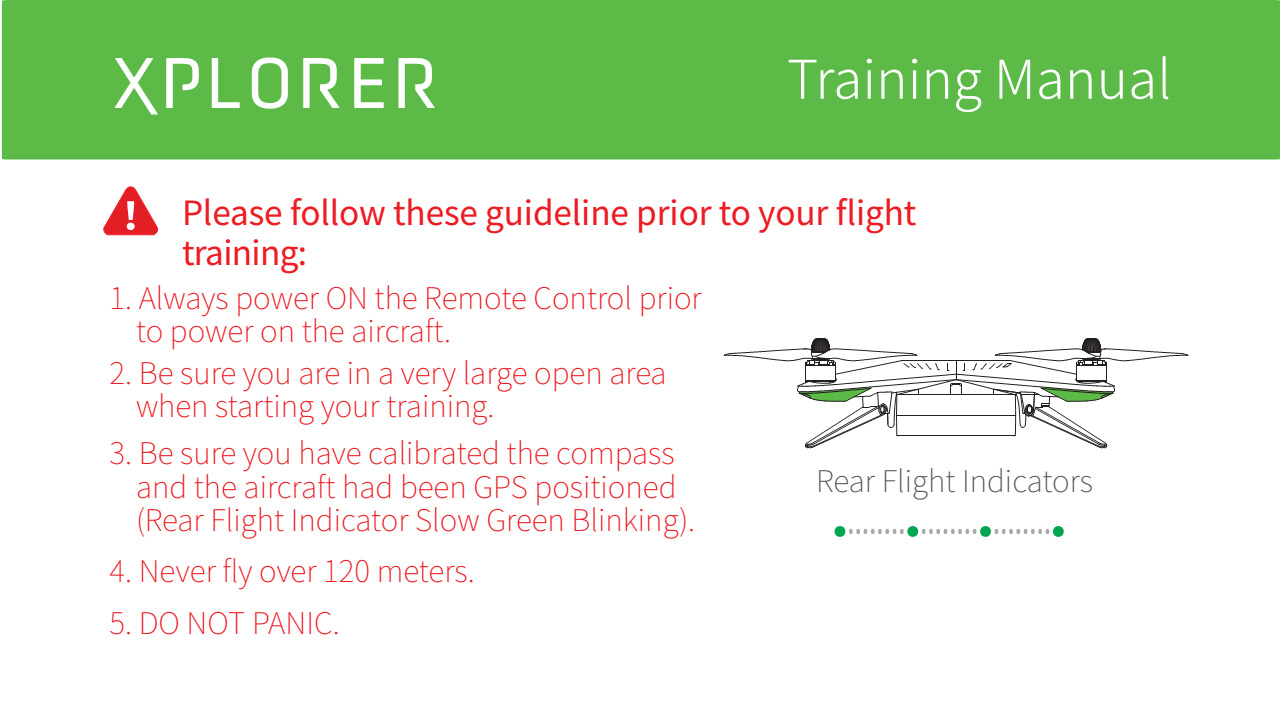 XPLORER
Training Manual
Please follow these guideline prior to your flight
training:
1. Always power ON the Remote Control prior
to power on the aircraft.
2. Be sure you are in a very large open area
when starting your training.
3. Be sure you have calibrated the compass
and the aircraft had been GPS positioned
(Rear Flight Indicator Slow Green Blinking).
4. Never fly over 120 meters.
5. DO NOT PANIC.
Rear Flight Indicators